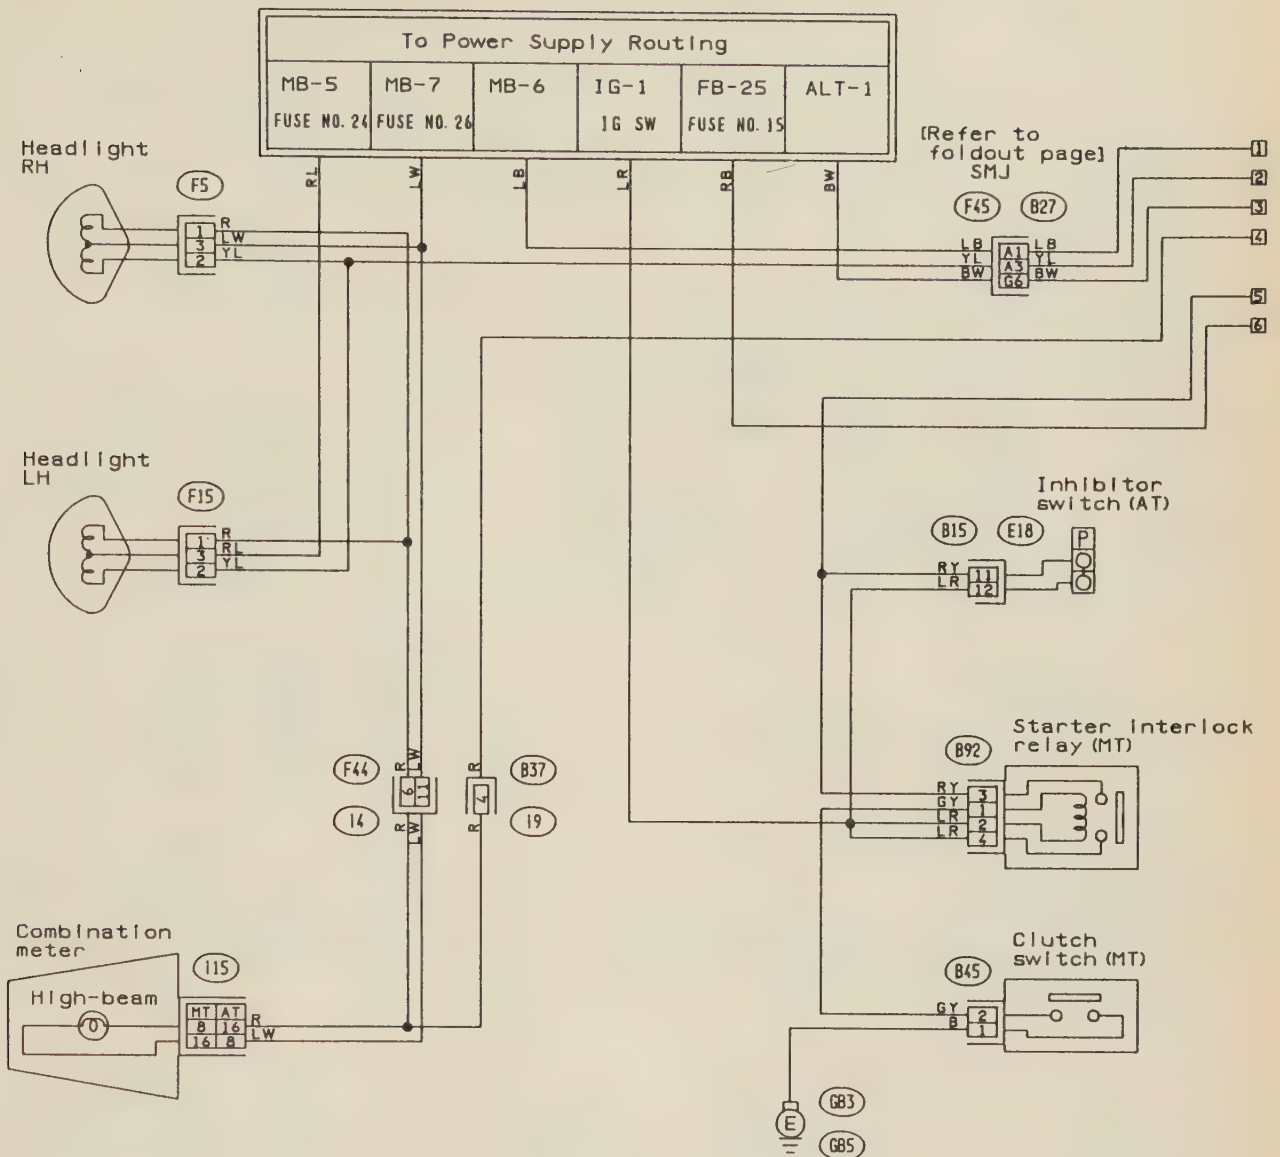 To Power Supply Routing
MB-5 MB-7 MB-6 IG-1 FB-25 ALT-1
FUSE NO. 24 FUSE NO. 26 IG SW FUSE NO. 15
RL LW LB LR RB BW
[Refer to
foldout page]
SMJ
F45 B27
LB A1 LB
YL A3 YL
BW G6 BW
1
2
3
4
5
6
Headlight
RH
F5
1 R
3 LW
2 YL
Headlight
LH
F15
1 R
3 RL
2 YL
Inhibitor
switch (AT)
B15 E18
P
RY 11
LR 12
Starter interlock
relay (MT)
B92
RY 3
GY 1
LR 2
LR 4
F44 R LW
6 11
I4 R LW
R B37
4
R I9
Clutch
switch (MT)
B45
GY 2
B 1
Combination
meter
I15
High-beam
MT AT
8 16 R
16 8 LW
E
GB3
GB5